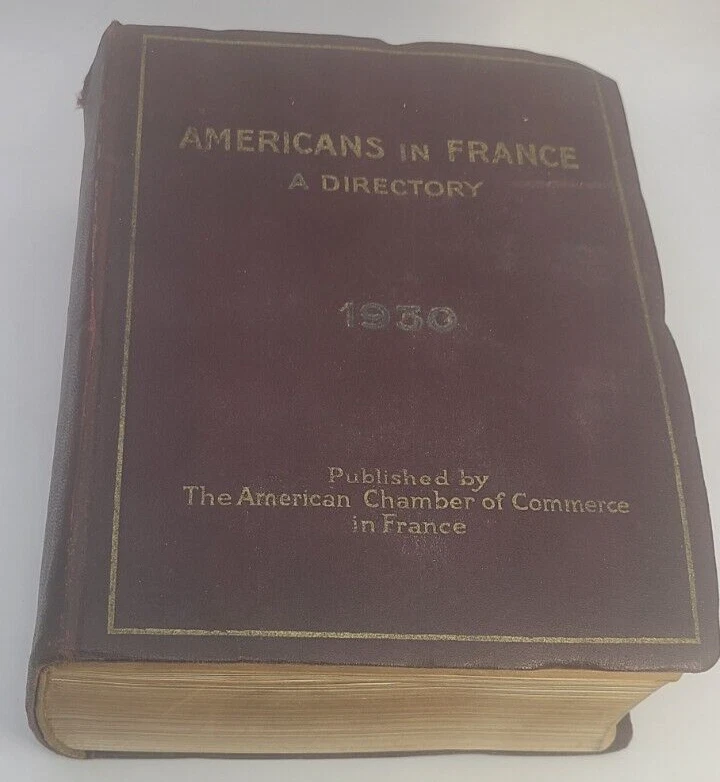 AMERICANS IN FRANCE
A DIRECTORY
1930
Published by
The American Chamber of Commerce
in France